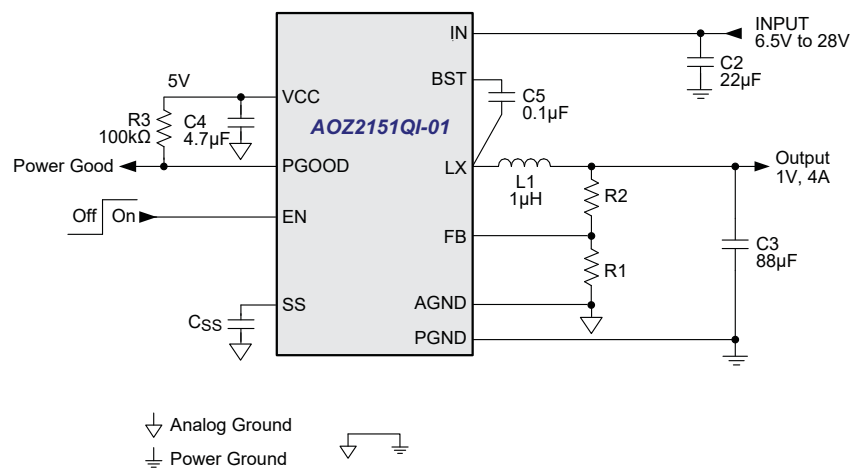 IN
INPUT
6.5V to 28V
C2
22µF
BST
C5
0.1µF
5V
VCC
R3
100kΩ
C4
4.7µF
AOZ2151QI-01
Power Good
PGOOD
LX
L1
1µH
Output
1V, 4A
R2
Off
On
EN
FB
C3
88µF
R1
SS
CSS
AGND
PGND
Analog Ground
Power Ground